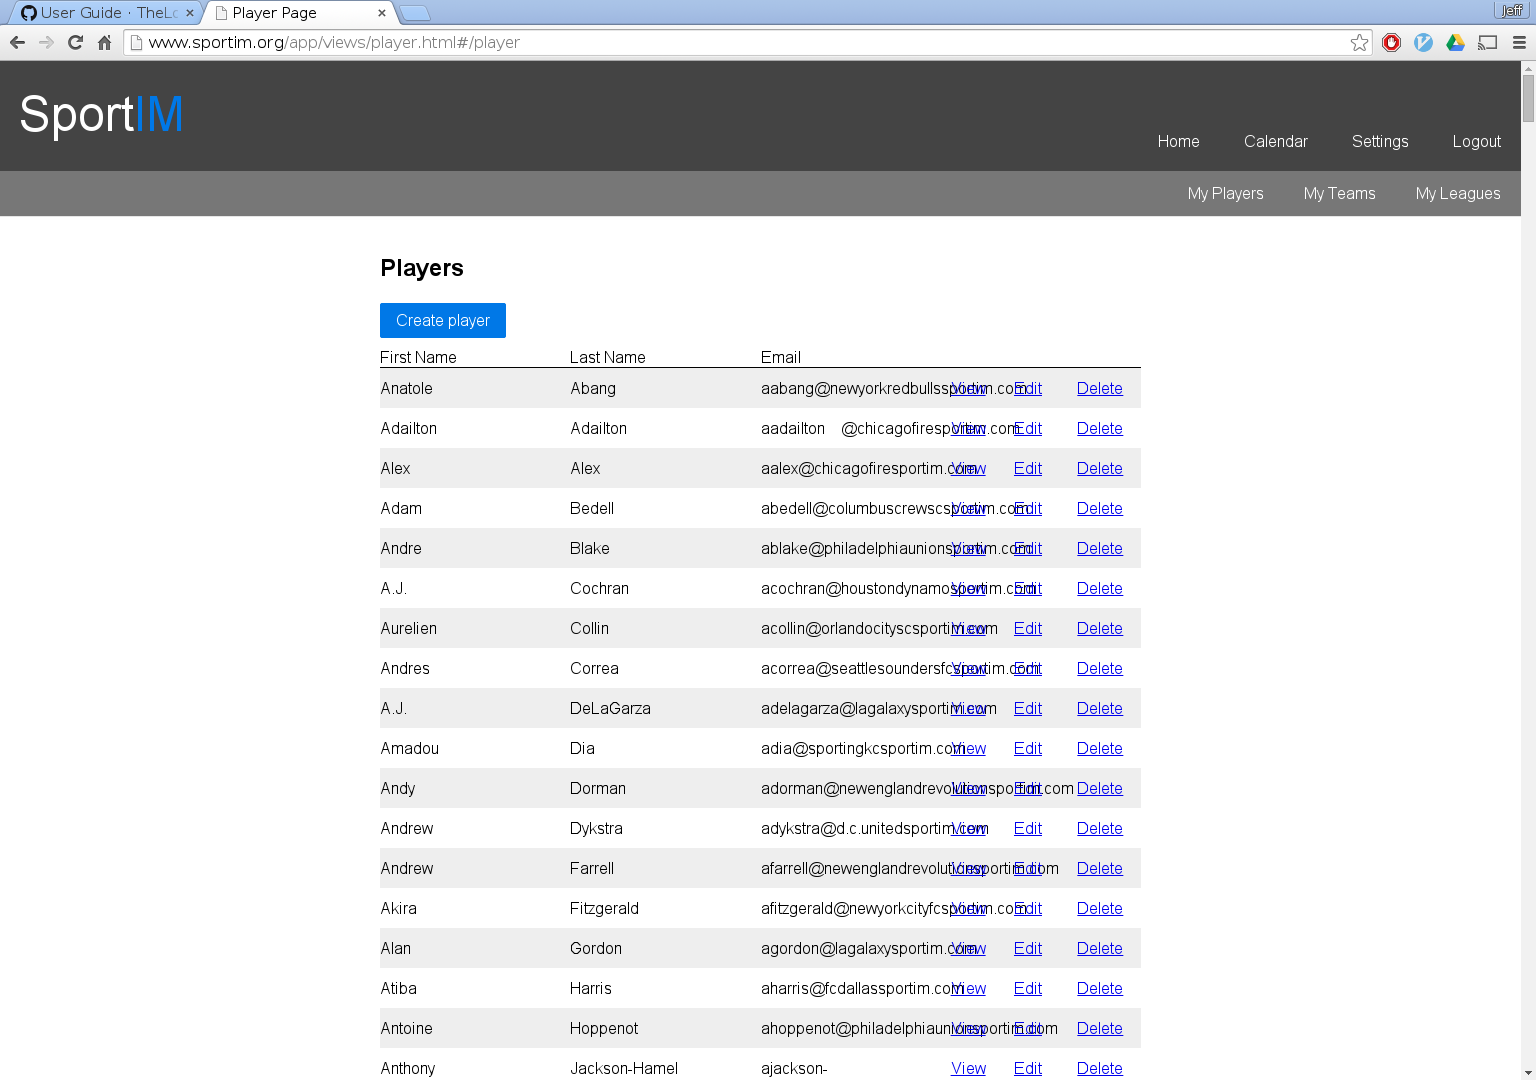 User Guide · TheLo
Player Page
Jeff
www.sportim.org/app/views/player.html#/player
SportIM
Home Calendar Settings Logout
My Players My Teams My Leagues
Players
Create player
First Name Last Name Email
Anatole Abang aabang@newyorkredbullssportim.com View Edit Delete
Adailton Adailton aadailton @chicagofiresportim.com View Edit Delete
Alex Alex aalex@chicagofiresportim.com View Edit Delete
Adam Bedell abedell@columbuscrewscsportim.com View Edit Delete
Andre Blake ablake@philadelphiaunionsportim.com View Edit Delete
A.J. Cochran acochran@houstondynamosportim.com View Edit Delete
Aurelien Collin acollin@orlandocityscsportim.com View Edit Delete
Andres Correa acorrea@seattlesoundersfcsportim.com View Edit Delete
A.J. DeLaGarza adelagarza@lagalaxysportim.com View Edit Delete
Amadou Dia adia@sportingkcsportim.com View Edit Delete
Andy Dorman adorman@newenglandrevolutionsportim.com View Edit Delete
Andrew Dykstra adykstra@d.c.unitedsportim.com View Edit Delete
Andrew Farrell afarrell@newenglandrevolutionsportim.com View Edit Delete
Akira Fitzgerald afitzgerald@newyorkcityfcsportim.com View Edit Delete
Alan Gordon agordon@lagalaxysportim.com View Edit Delete
Atiba Harris aharris@fcdallassportim.com View Edit Delete
Antoine Hoppenot ahoppenot@philadelphiaunionsportim.com View Edit Delete
Anthony Jackson-Hamel ajackson- View Edit Delete